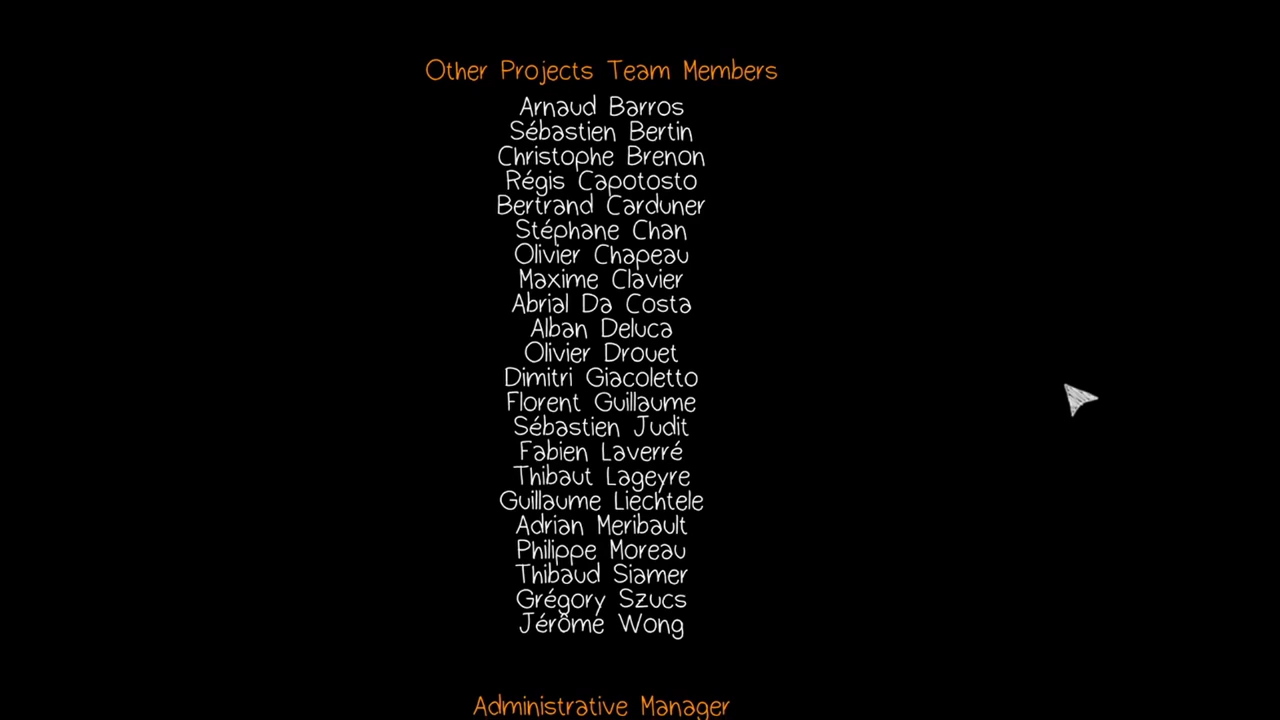 Other Projects Team Members
Arnaud Barros
Sébastien Bertin
Christophe Brenon
Régis Capotosto
Bertrand Carduner
Stéphane Chan
Olivier Chapeau
Maxime Clavier
Abrial Da Costa
Alban Deluca
Olivier Drouet
Dimitri Giacoletto
Florent Guillaume
Sébastien Judit
Fabien Laverré
Thibaut Lageyre
Guillaume Liechtele
Adrian Meribault
Philippe Moreau
Thibaud Siamer
Grégory Szucs
Jérôme Wong
Administrative Manager